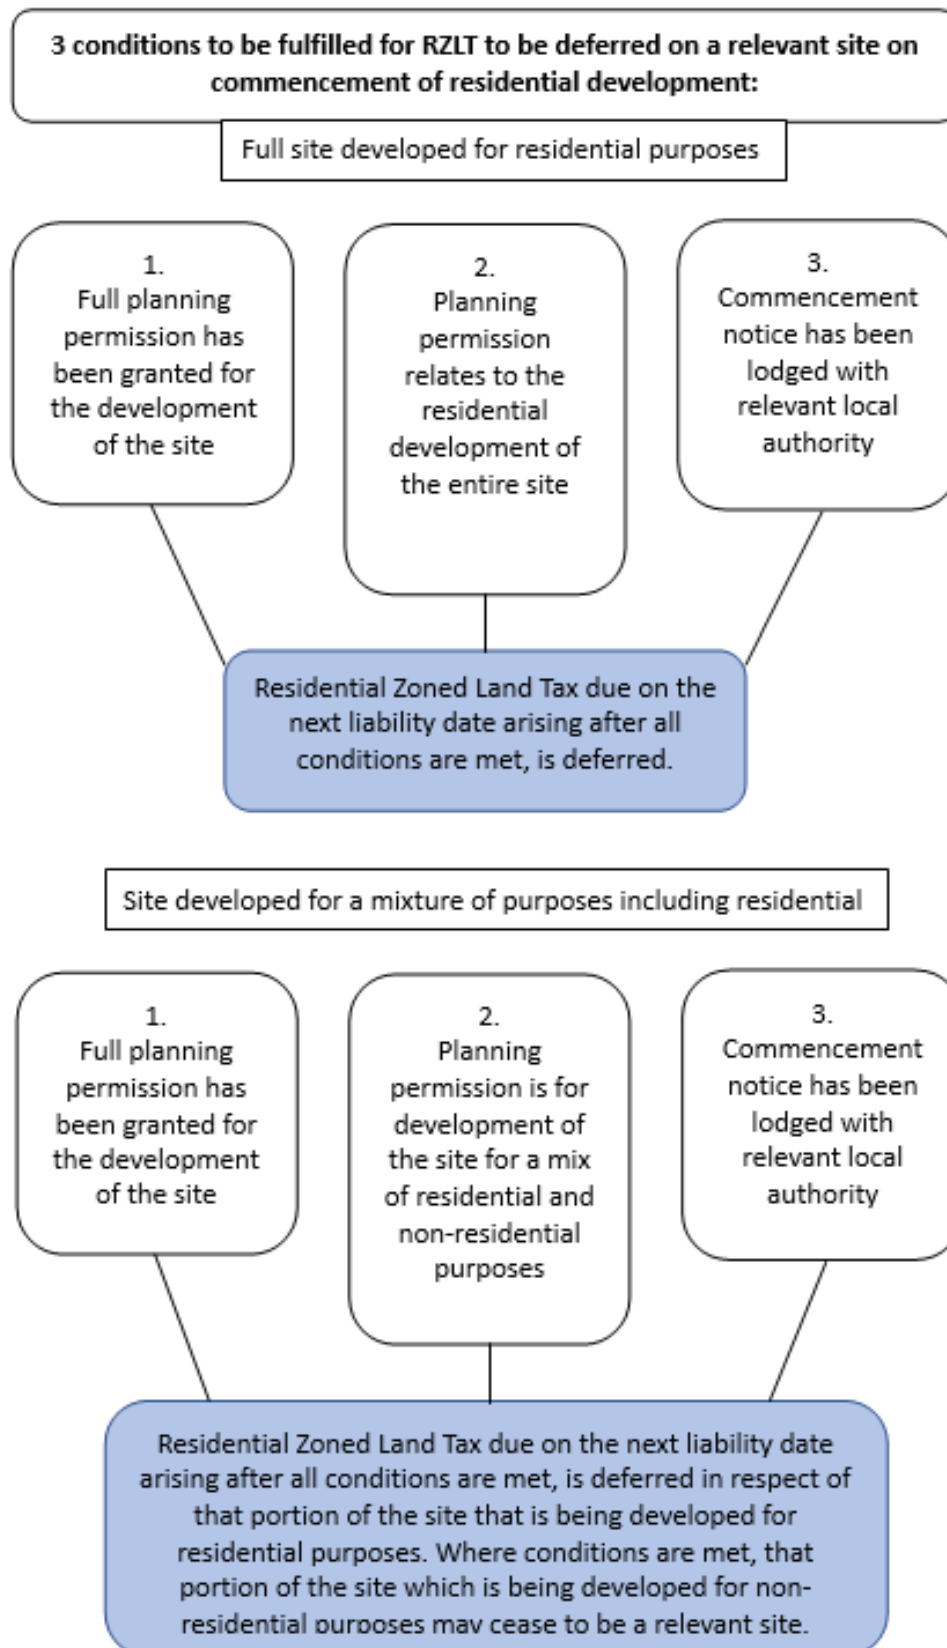 3 conditions to be fulfilled for RZLT to be deferred on a relevant site on
commencement of residential development:
Full site developed for residential purposes
1.
Full planning
permission has
been granted for
the development
of the site
2.
Planning
permission
relates to the
residential
development of
the entire site
3.
Commencement
notice has been
lodged with
relevant local
authority
Residential Zoned Land Tax due on the
next liability date arising after all
conditions are met, is deferred.
Site developed for a mixture of purposes including residential
1.
Full planning
permission has
been granted for
the development
of the site
2.
Planning
permission is for
development of
the site for a mix
of residential and
non-residential
purposes
3.
Commencement
notice has been
lodged with
relevant local
authority
Residential Zoned Land Tax due on the next liability date
arising after all conditions are met, is deferred in respect of
that portion of the site that is being developed for
residential purposes. Where conditions are met, that
portion of the site which is being developed for non-
residential purposes may cease to be a relevant site.